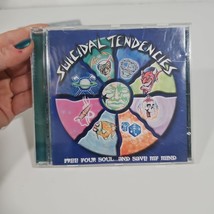 SUICIDAL TENDENCIES
FREE YOUR SOUL...AND SAVE MY MIND